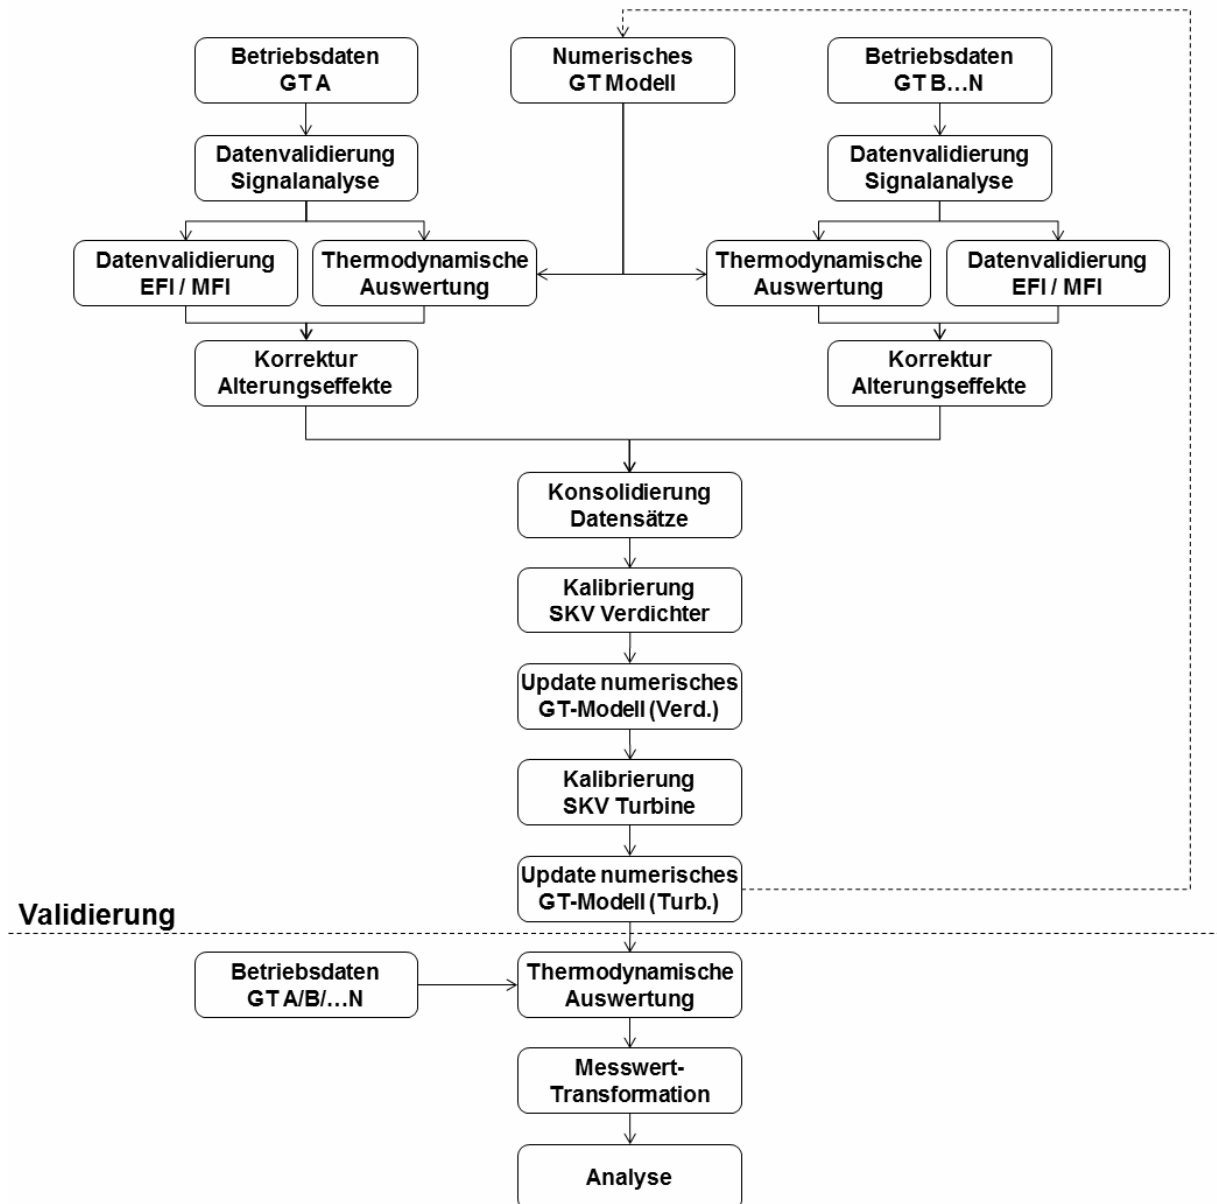 Betriebsdaten
GT A
Numerisches
GT Modell
Betriebsdaten
GT B…N
Datenvalidierung
Signalanalyse
Datenvalidierung
Signalanalyse
Datenvalidierung
EFI / MFI
Thermodynamische
Auswertung
Thermodynamische
Auswertung
Datenvalidierung
EFI / MFI
Korrektur
Alterungseffekte
Korrektur
Alterungseffekte
Konsolidierung
Datensätze
Kalibrierung
SKV Verdichter
Update numerisches
GT-Modell (Verd.)
Kalibrierung
SKV Turbine
Update numerisches
GT-Modell (Turb.)
Validierung
Betriebsdaten
GT A/B/…N
Thermodynamische
Auswertung
Messwert-
Transformation
Analyse